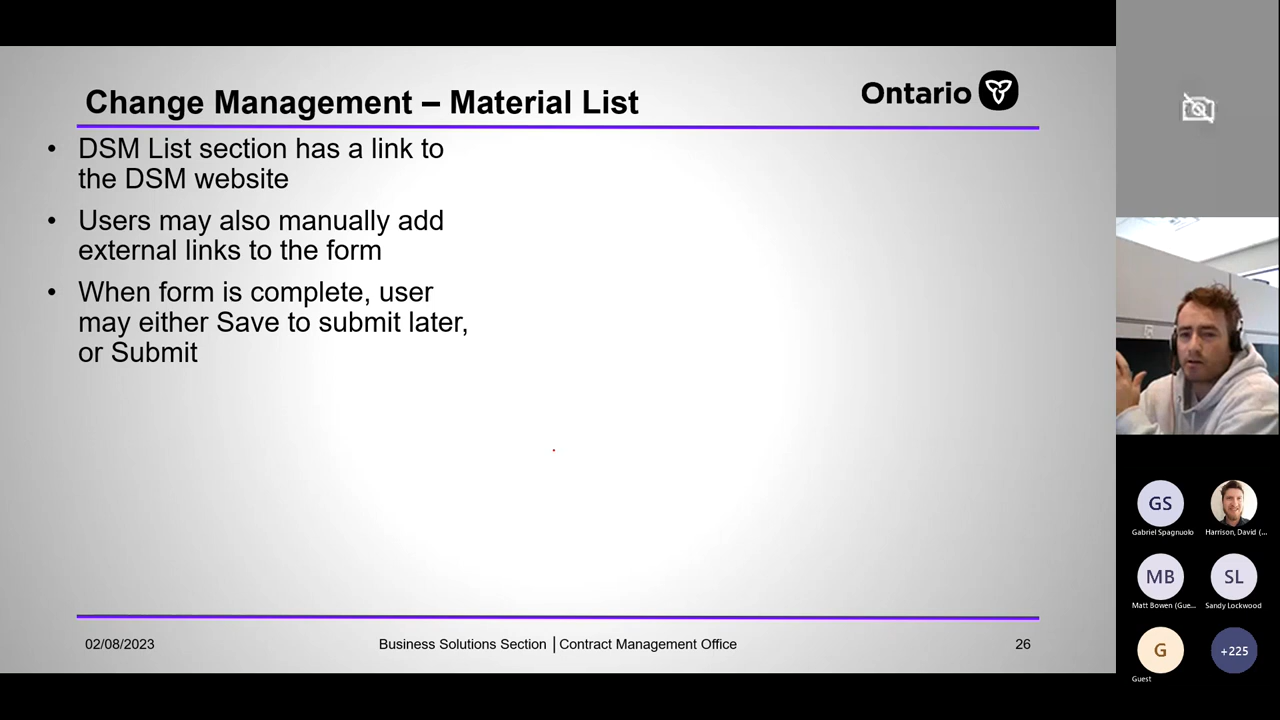 Change Management – Material List
Ontario
• DSM List section has a link to
the DSM website
• Users may also manually add
external links to the form
• When form is complete, user
may either Save to submit later,
or Submit
02/08/2023
Business Solutions Section | Contract Management Office
26
GS
Gabriel Spagnuolo
Harrison, David (...
MB
Matt Bowen (Gue...
SL
Sandy Lockwood
G
Guest
+225